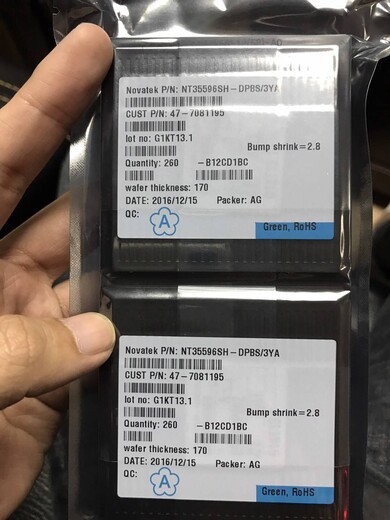 Novatek P/N: NT35596SH-DPBS/3YA
CUST P/N: 47-7081195
lot no: G1KT13.1
Bump shrink=2.8
Quantity: 260 -B12CD1BC
wafer thickness: 170
DATE: 2016/12/15 Packer: AG
QC: A
Green, RoHS
Novatek P/N: NT35596SH-DPBS/3YA
CUST P/N: 47-7081195
lot no: G1KT13.1
Bump shrink=2.8
Quantity: 260 -B12CD1BC
wafer thickness: 170
DATE: 2016/12/15 Packer: AG
QC: A
Green, RoHS